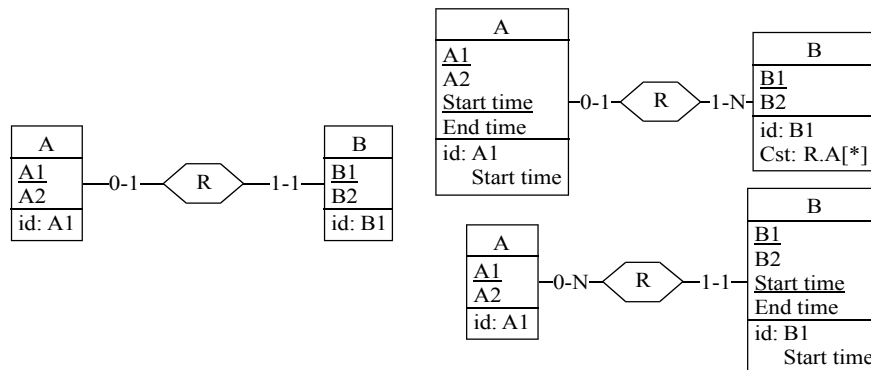 A
A1
A2
id: A1
0-1
R
1-1
B
B1
B2
id: B1
A
A1
A2
Start time
End time
id: A1
Start time
0-1
R
1-N
B
B1
B2
id: B1
Cst: R.A[*]
A
A1
A2
id: A1
0-N
R
1-1
B
B1
B2
Start time
End time
id: B1
Start time